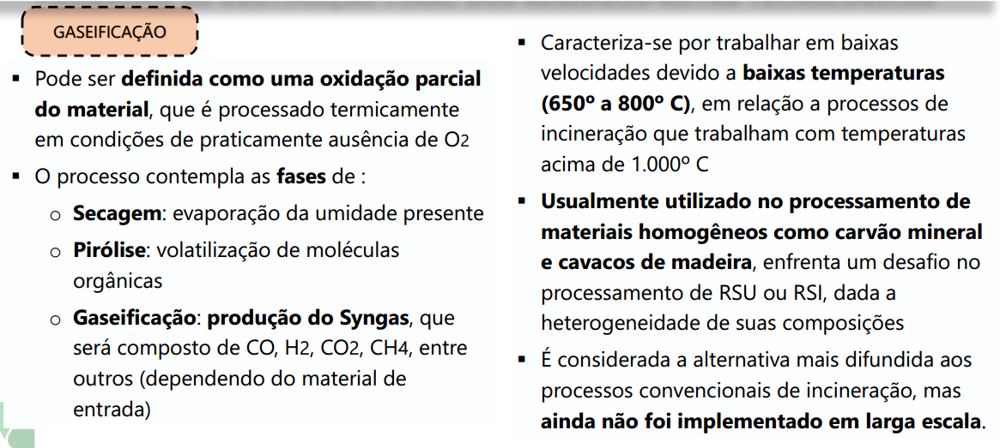 GASEIFICAÇÃO
▪ Pode ser definida como uma oxidação parcial
do material, que é processado termicamente
em condições de praticamente ausência de O2
▪ O processo contempla as fases de :
o Secagem: evaporação da umidade presente
o Pirólise: volatilização de moléculas
orgânicas
o Gaseificação: produção do Syngas, que
será composto de CO, H2, CO2, CH4, entre
outros (dependendo do material de
entrada)
▪ Caracteriza-se por trabalhar em baixas
velocidades devido a baixas temperaturas
(650º a 800º C), em relação a processos de
incineração que trabalham com temperaturas
acima de 1.000º C
▪ Usualmente utilizado no processamento de
materiais homogêneos como carvão mineral
e cavacos de madeira, enfrenta um desafio no
processamento de RSU ou RSI, dada a
heterogeneidade de suas composições
▪ É considerada a alternativa mais difundida aos
processos convencionais de incineração, mas
ainda não foi implementado em larga escala.